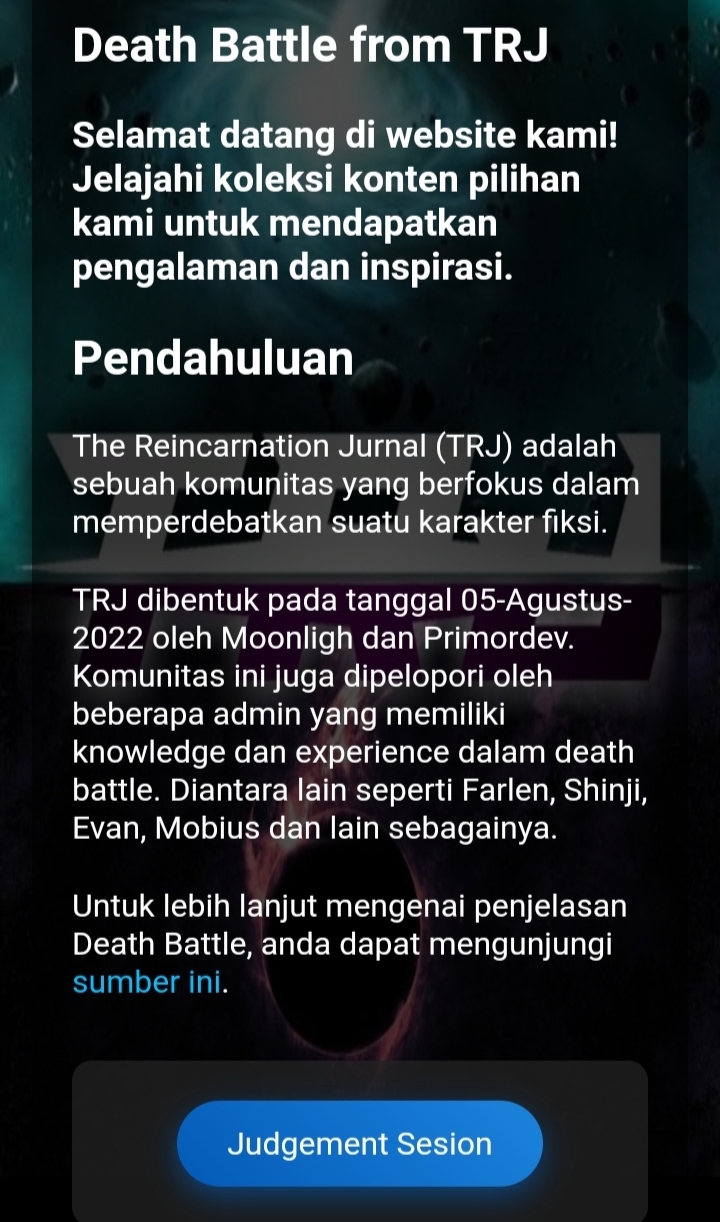 Death Battle from TRJ
Selamat datang di website kami!
Jelajahi koleksi konten pilihan
kami untuk mendapatkan
pengalaman dan inspirasi.
Pendahuluan
The Reincarnation Jurnal (TRJ) adalah
sebuah komunitas yang berfokus dalam
memperdebatkan suatu karakter fiksi.
TRJ dibentuk pada tanggal 05-Agustus-
2022 oleh Moonligh dan Primordev.
Komunitas ini juga dipelopori oleh
beberapa admin yang memiliki
knowledge dan experience dalam death
battle. Diantara lain seperti Farlen, Shinji,
Evan, Mobius dan lain sebagainya.
Untuk lebih lanjut mengenai penjelasan
Death Battle, anda dapat mengunjungi
sumber ini.
Judgement Sesion